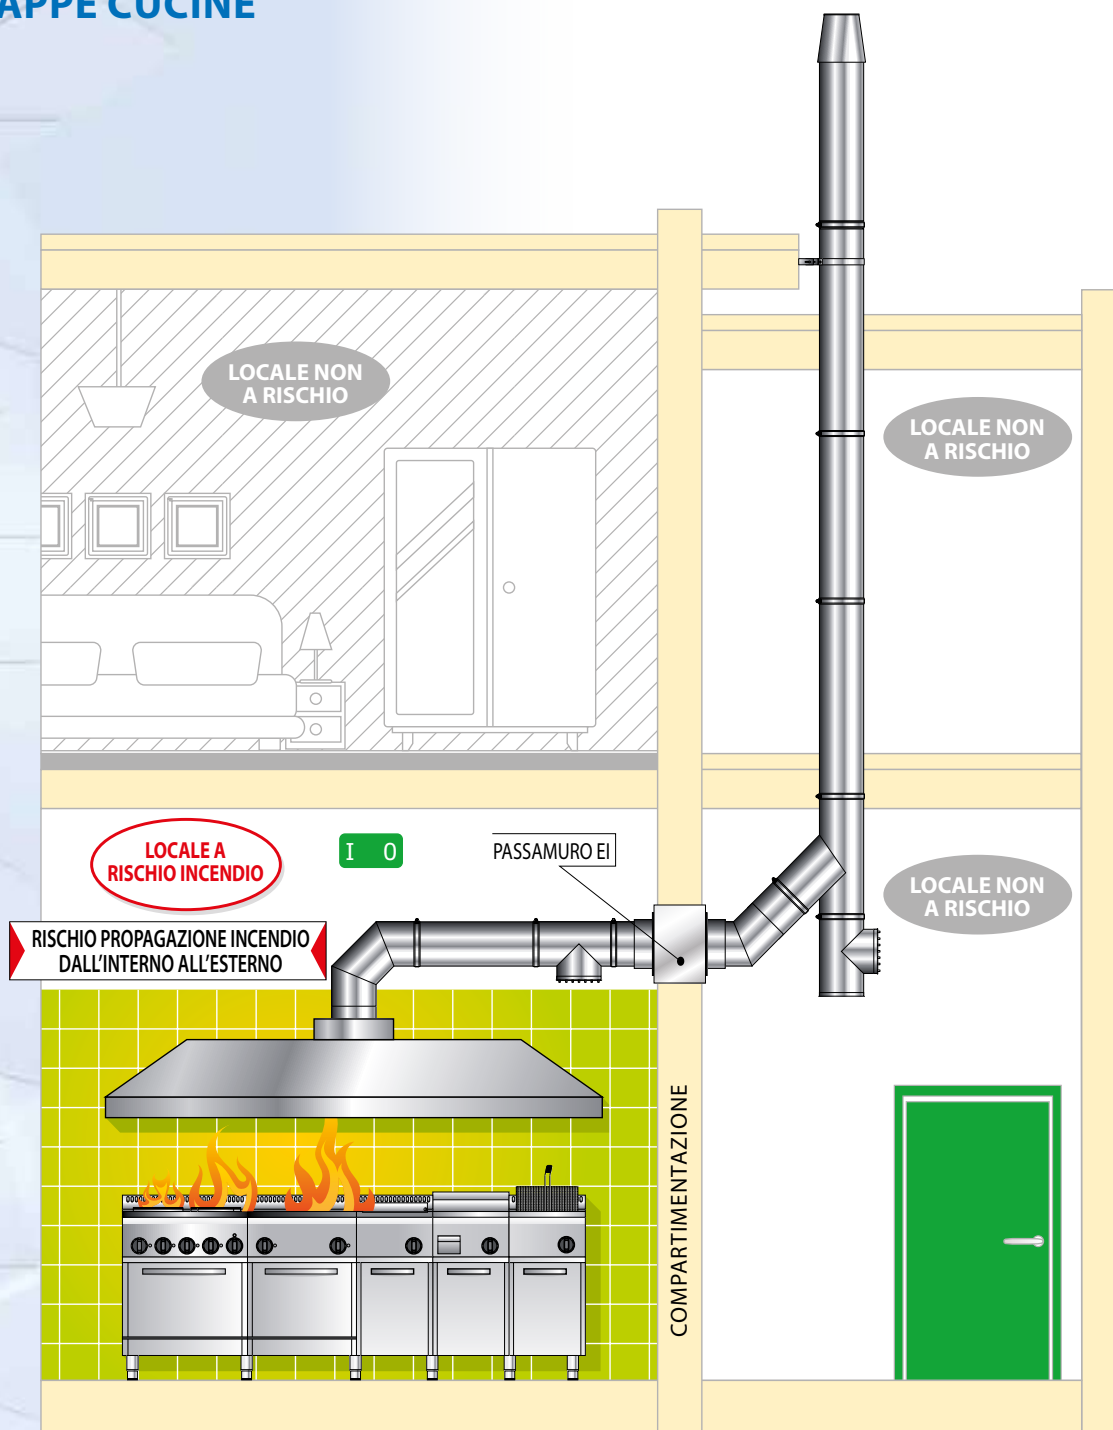 APPE CUCINE
LOCALE NON
A RISCHIO
LOCALE NON
A RISCHIO
LOCALE A
RISCHIO INCENDIO
I O
PASSAMURO EI
LOCALE NON
A RISCHIO
RISCHIO PROPAGAZIONE INCENDIO
DALL'INTERNO ALL'ESTERNO
COMPARTIMENTAZIONE